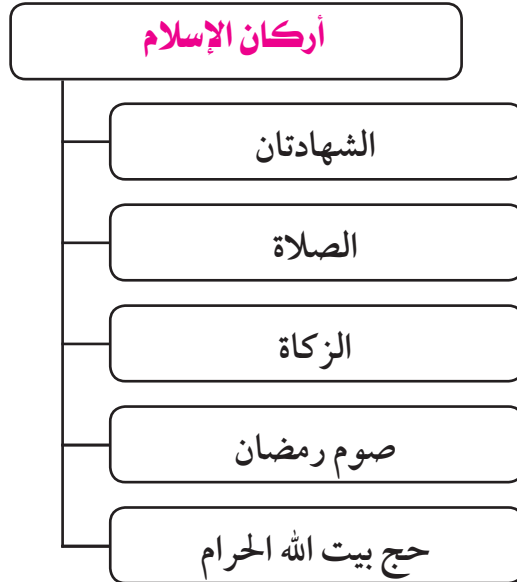 أركان الإسلام
الشهادتان
الصلاة
الزكاة
صوم رمضان
حج بيت الله الحرام